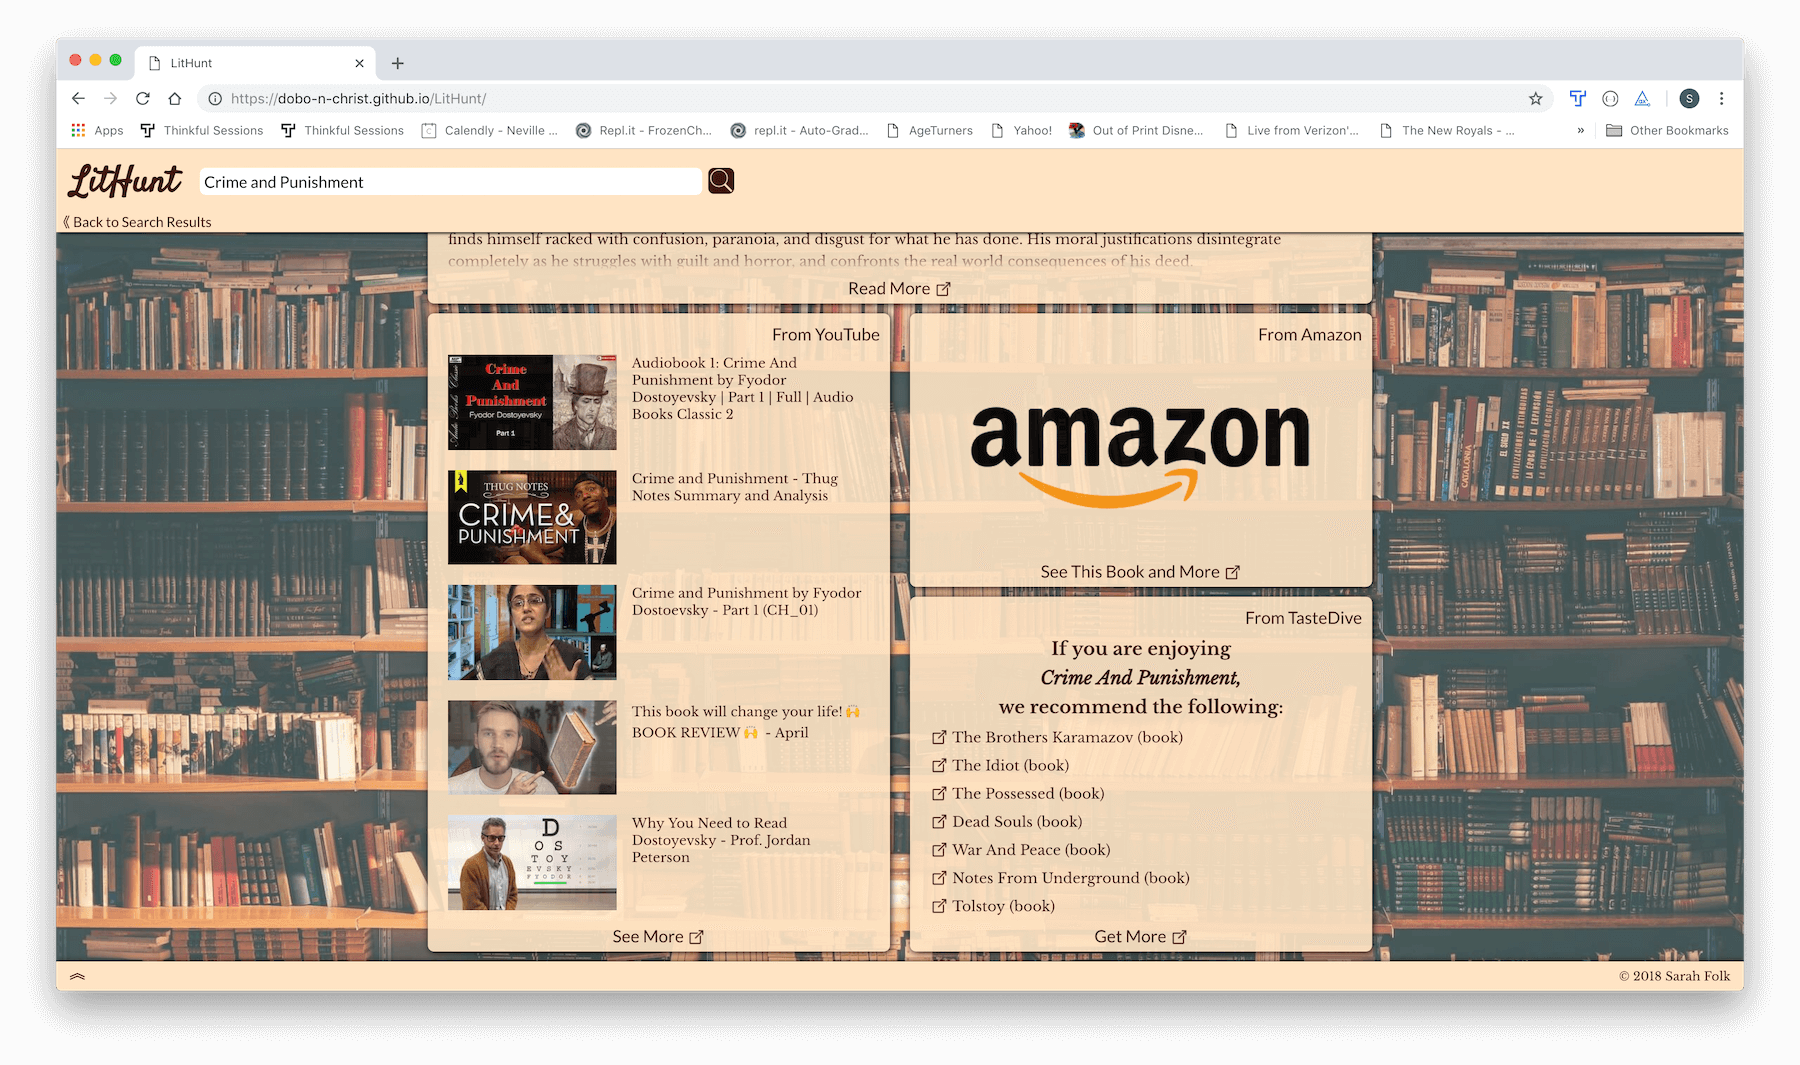 LitHunt
https://dobo-n-christ.github.io/LitHunt/
S
Apps
Thinkful Sessions
Thinkful Sessions
Calendly - Neville ...
Repl.it - FrozenCh...
repl.it - Auto-Grad...
AgeTurners
Yahoo!
Out of Print Disne...
Live from Verizon'...
The New Royals - ...
»
Other Bookmarks
LitHunt
Crime and Punishment
《 Back to Search Results
finds himself racked with confusion, paranoia, and disgust for what he has done. His moral justifications disintegrate
completely as he struggles with guilt and horror, and confronts the real world consequences of his deed.
Read More
From YouTube
Crime
And
Punishment
Fyodor Dostoyevsky
Part 1
Audiobook 1: Crime And
Punishment by Fyodor
Dostoyevsky | Part 1 | Full | Audio
Books Classic 2
THUG NOTES
CRIME&
PUNISHMENT
Crime and Punishment - Thug
Notes Summary and Analysis
Crime and Punishment by Fyodor
Dostoevsky - Part 1 (CH_01)
This book will change your life! 🙌
BOOK REVIEW 🙌 - April
D
O S
T O Y
E V S K Y
F Y O D O R
Why You Need to Read
Dostoyevsky - Prof. Jordan
Peterson
See More
From Amazon
amazon
See This Book and More
From TasteDive
If you are enjoying
Crime And Punishment,
we recommend the following:
The Brothers Karamazov (book)
The Idiot (book)
The Possessed (book)
Dead Souls (book)
War And Peace (book)
Notes From Underground (book)
Tolstoy (book)
Get More
EL SIGLO XX
CATALONIA
© 2018 Sarah Folk